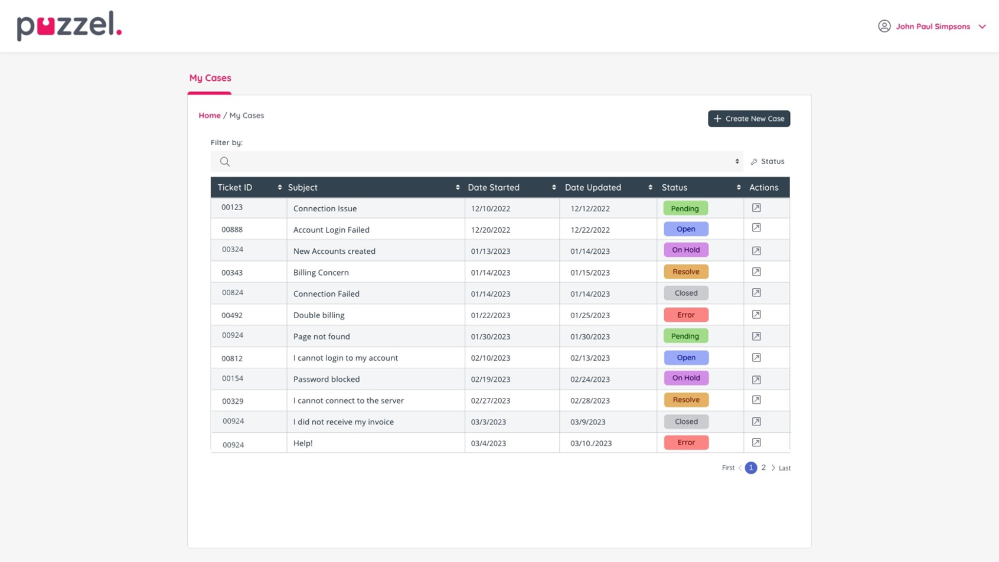 puzzel.
John Paul Simpsons
My Cases
Home / My Cases
Create New Case
Filter by:
Status
Ticket ID Subject Date Started Date Updated Status Actions
00123 Connection Issue 12/10/2022 12/12/2022 Pending
00888 Account Login Failed 12/20/2022 12/22/2022 Open
00324 New Accounts created 01/13/2023 01/14/2023 On Hold
00343 Billing Concern 01/14/2023 01/15/2023 Resolve
00824 Connection Failed 01/14/2023 01/14/2023 Closed
00492 Double billing 01/22/2023 01/25/2023 Error
00924 Page not found 01/30/2023 01/30/2023 Pending
00812 I cannot login to my account 02/10/2023 02/13/2023 Open
00154 Password blocked 02/19/2023 02/24/2023 On Hold
00329 I cannot connect to the server 02/27/2023 02/28/2023 Resolve
00924 I did not receive my invoice 03/3/2023 03/9/2023 Closed
00924 Help! 03/4/2023 03/10./2023 Error
First 1 2 Last